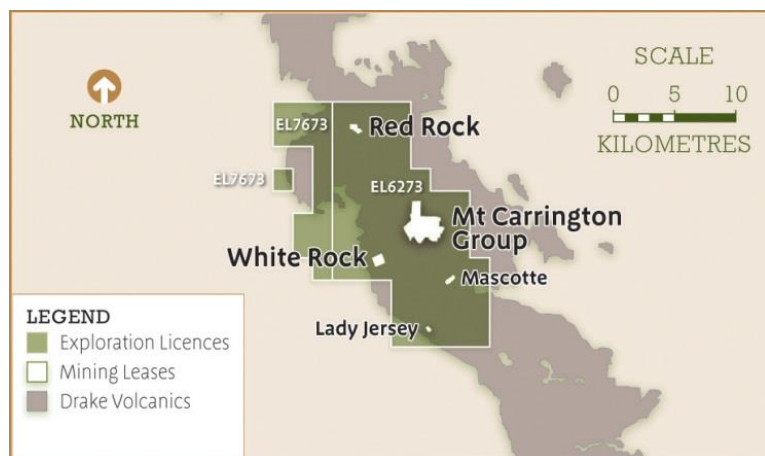 NORTH
SCALE
0 5 10
KILOMETRES
EL7673
Red Rock
EL7673
EL6273
Mt Carrington
Group
White Rock
Mascotte
Lady Jersey
LEGEND
Exploration Licences
Mining Leases
Drake Volcanics